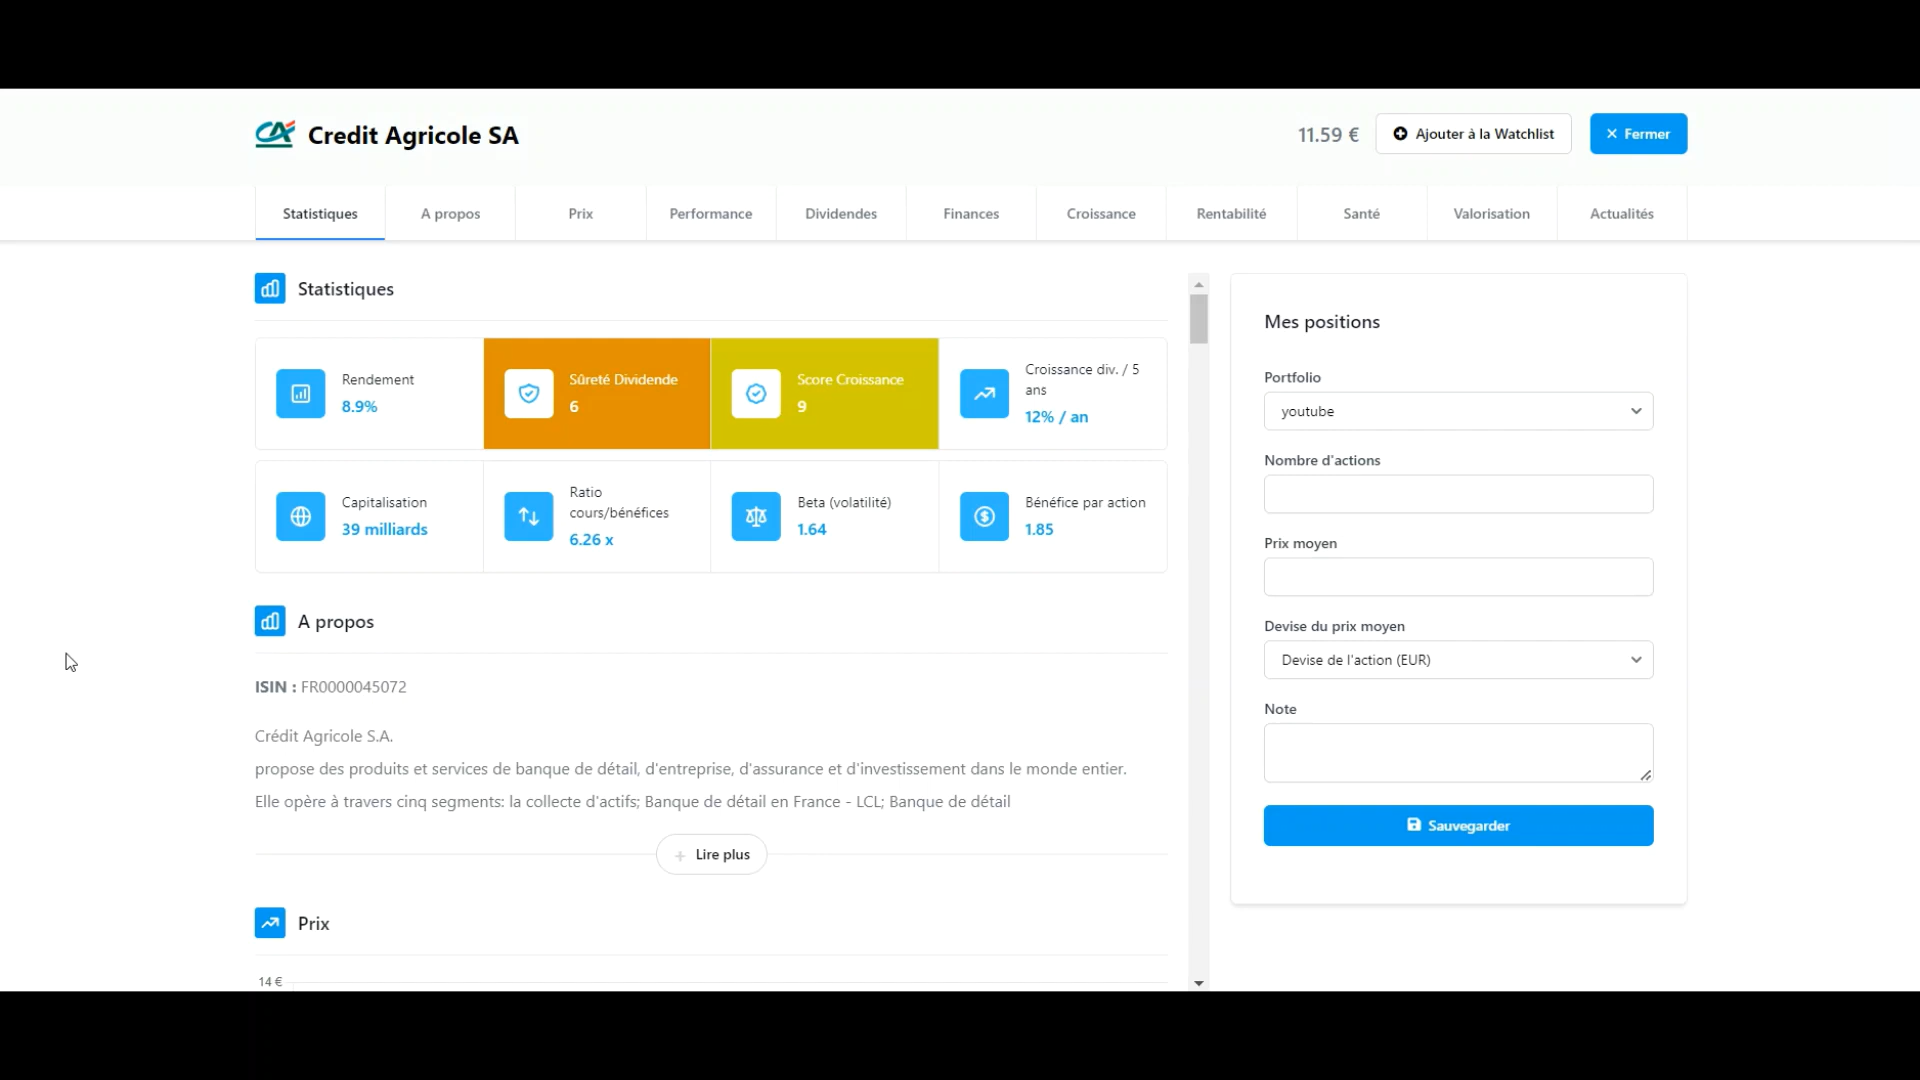 CA Credit Agricole SA
11.59 €
Ajouter à la Watchlist
Fermer
Statistiques
A propos
Prix
Performance
Dividendes
Finances
Croissance
Rentabilité
Santé
Valorisation
Actualités
Statistiques
Rendement
8.9%
Sûreté Dividende
6
Score Croissance
9
Croissance div. / 5
ans
12% / an
Capitalisation
39 milliards
Ratio
cours/bénéfices
6.26 x
Beta (volatilité)
1.64
Bénéfice par action
1.85
A propos
ISIN : FR0000045072
Crédit Agricole S.A.
propose des produits et services de banque de détail, d'entreprise, d'assurance et d'investissement dans le monde entier.
Elle opère à travers cinq segments: la collecte d'actifs; Banque de détail en France - LCL; Banque de détail
+ Lire plus
Prix
14 €
Mes positions
Portfolio
youtube
Nombre d'actions
Prix moyen
Devise du prix moyen
Devise de l'action (EUR)
Note
Sauvegarder